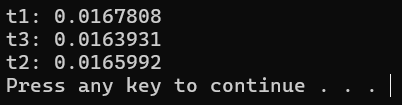 t1: 0.0167808
t3: 0.0163931
t2: 0.0165992
Press any key to continue . . .